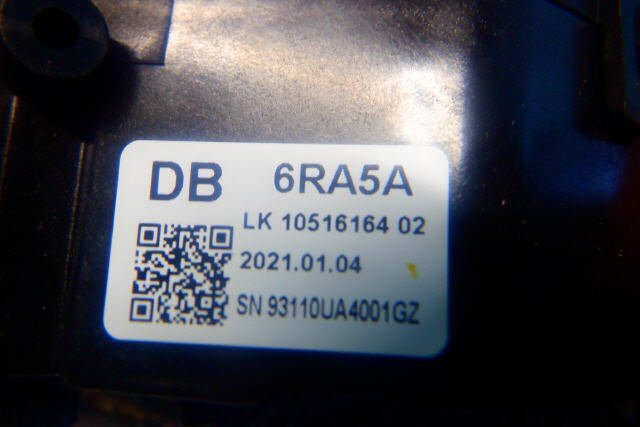 DB 6RA5A
LK 10516164 02
2021.01.04
SN 93110UA4001GZ